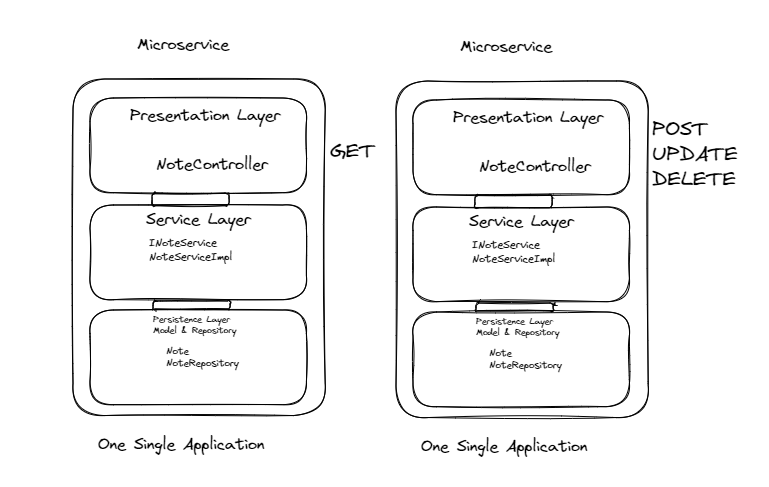 Microservice
Presentation Layer
NoteController
GET
Service Layer
INoteService
NoteServiceImpl
Persistence Layer
Model & Repository
Note
NoteRepository
One Single Application
Microservice
Presentation Layer
NoteController
POST
UPDATE
DELETE
Service Layer
INoteService
NoteServiceImpl
Persistence Layer
Model & Repository
Note
NoteRepository
One Single Application